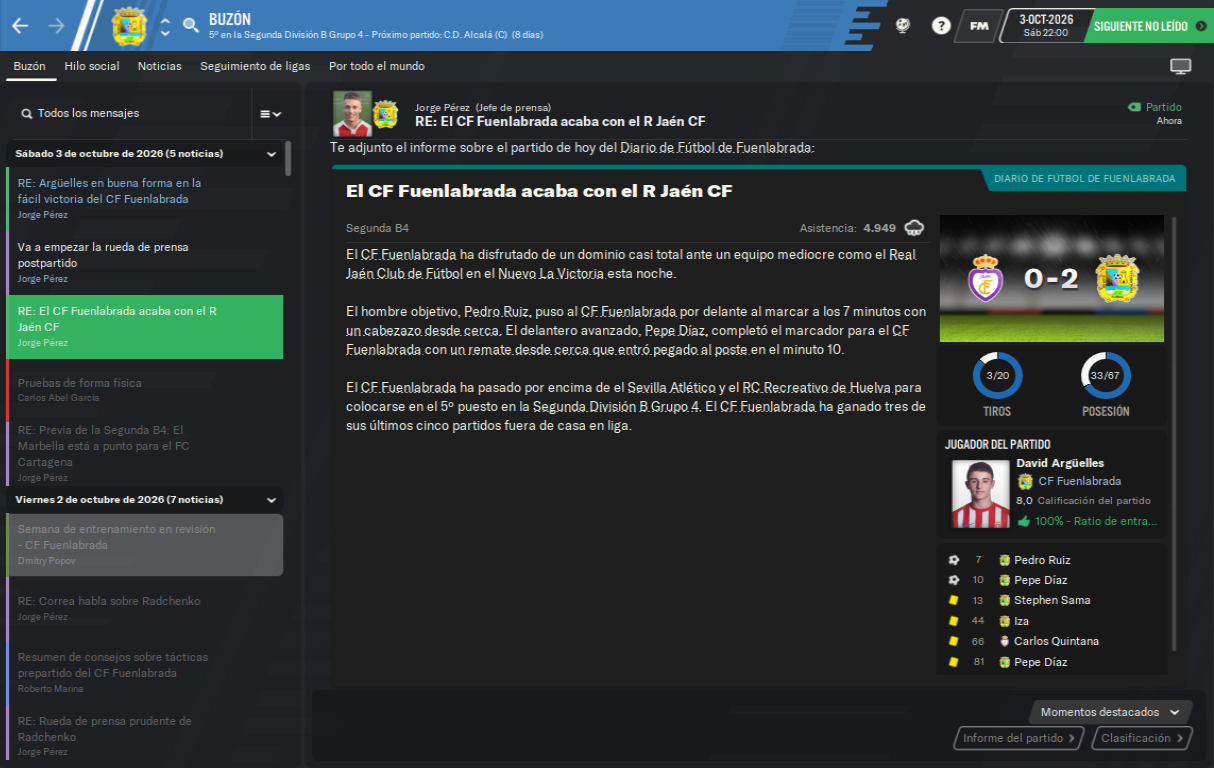 BUZÓN
5º en la Segunda División B Grupo 4 - Próximo partido: C.D. Alcalá (C) (8 días)
?
FM
3-OCT-2026
Sáb 22:00
SIGUIENTE NO LEÍDO
Buzón
Hilo social
Noticias
Seguimiento de ligas
Por todo el mundo
Todos los mensajes
Sábado 3 de octubre de 2026 (5 noticias)
RE: Argüelles en buena forma en la
fácil victoria del CF Fuenlabrada
Jorge Pérez
Va a empezar la rueda de prensa
postpartido
Jorge Pérez
RE: El CF Fuenlabrada acaba con el R
Jaén CF
Jorge Pérez
Pruebas de forma física
Carlos Abel García
RE: Previa de la Segunda B4: El
Marbella está a punto para el FC
Cartagena
Jorge Pérez
Viernes 2 de octubre de 2026 (7 noticias)
Semana de entrenamiento en revisión
- CF Fuenlabrada
Dmitry Popov
RE: Correa habla sobre Radchenko
Jorge Pérez
Resumen de consejos sobre tácticas
prepartido del CF Fuenlabrada
Roberto Marina
RE: Rueda de prensa prudente de
Radchenko
Jorge Pérez
Jorge Pérez (Jefe de prensa)
RE: El CF Fuenlabrada acaba con el R Jaén CF
Partido
Ahora
Te adjunto el informe sobre el partido de hoy del Diario de Fútbol de Fuenlabrada:
DIARIO DE FÚTBOL DE FUENLABRADA
El CF Fuenlabrada acaba con el R Jaén CF
Segunda B4
Asistencia: 4.949
El CF Fuenlabrada ha disfrutado de un dominio casi total ante un equipo mediocre como el Real
Jaén Club de Fútbol en el Nuevo La Victoria esta noche.
El hombre objetivo, Pedro Ruiz, puso al CF Fuenlabrada por delante al marcar a los 7 minutos con
un cabezazo desde cerca. El delantero avanzado, Pepe Díaz, completó el marcador para el CF
Fuenlabrada con un remate desde cerca que entró pegado al poste en el minuto 10.
El CF Fuenlabrada ha pasado por encima de el Sevilla Atlético y el RC Recreativo de Huelva para
colocarse en el 5º puesto en la Segunda División B Grupo 4. El CF Fuenlabrada ha ganado tres de
sus últimos cinco partidos fuera de casa en liga.
0-2
3/20
TIROS
33/67
POSESIÓN
JUGADOR DEL PARTIDO
David Argüelles
CF Fuenlabrada
8,0 Calificación del partido
100% - Ratio de entra...
7 Pedro Ruiz
10 Pepe Díaz
13 Stephen Sama
44 Iza
66 Carlos Quintana
81 Pepe Díaz
Momentos destacados
Informe del partido
Clasificación